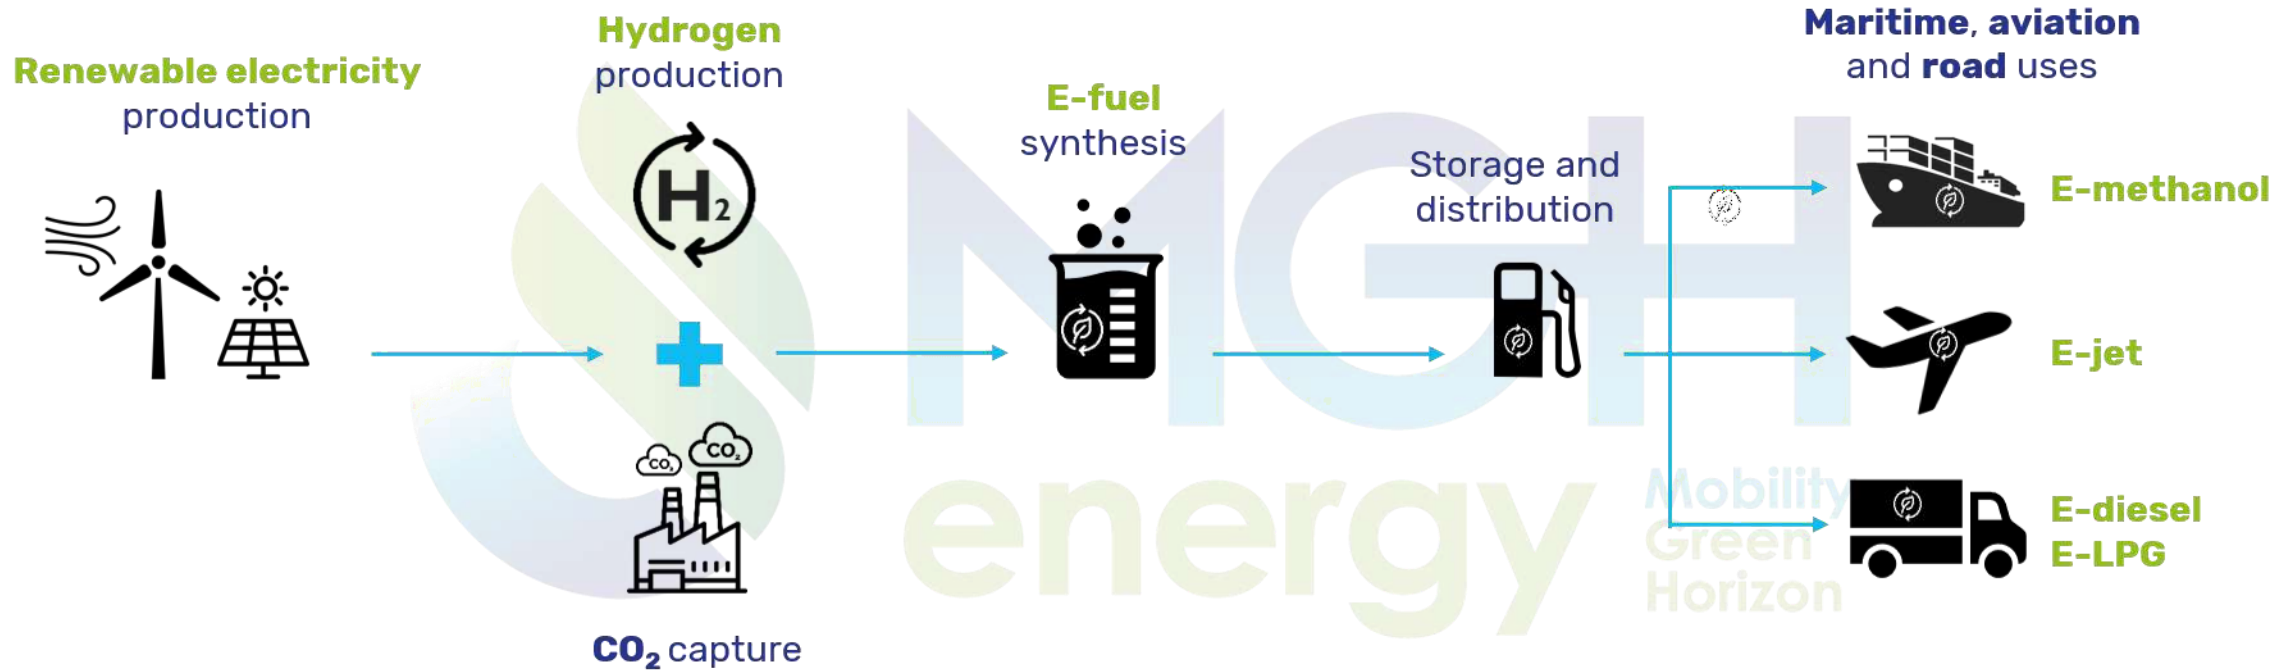 Renewable electricity
production
Hydrogen
production
H2
CO2
CO2
CO2 capture
E-fuel
synthesis
Storage and
distribution
Maritime, aviation
and road uses
E-methanol
E-jet
E-diesel
E-LPG
MGH
energy
Mobility
Green
Horizon